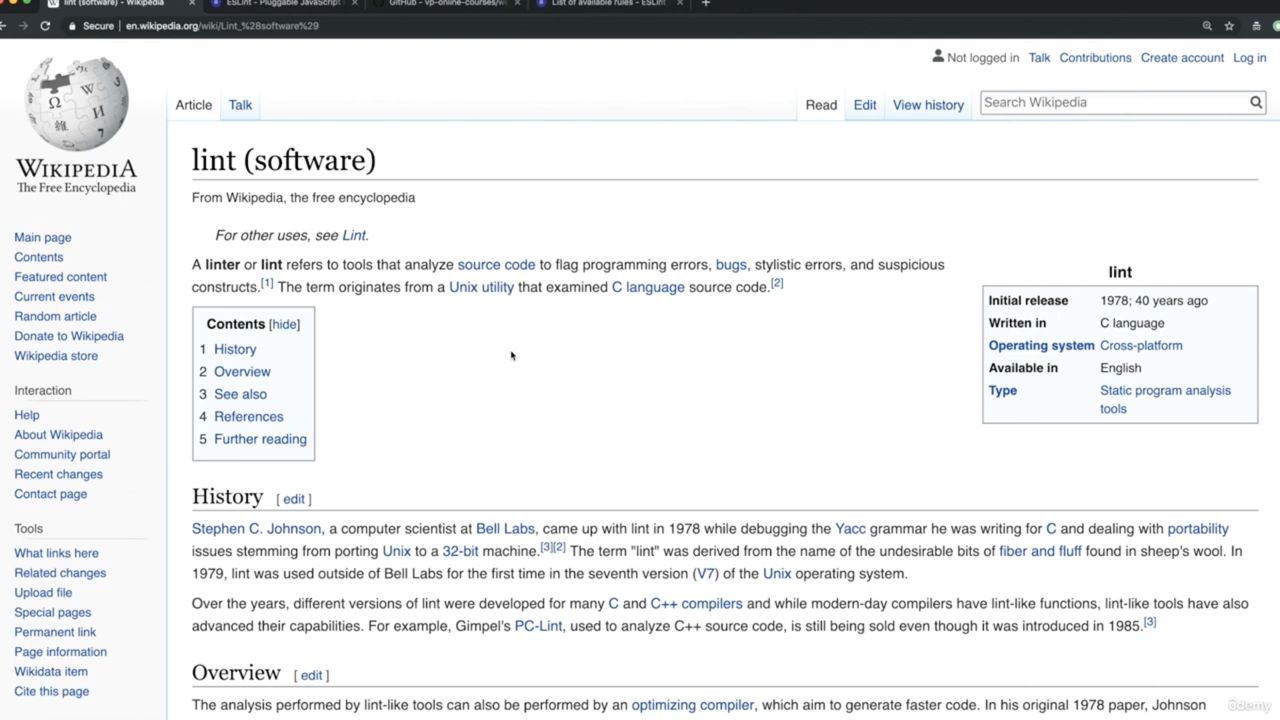 lint (software) - Wikipedia
ESLint - Pluggable JavaScript
GitHub - vp-online-courses/w
List of available rules - ESLint
Secure | en.wikipedia.org/wiki/Lint_%28software%29
Not logged in Talk Contributions Create account Log in
Article Talk Read Edit View history Search Wikipedia
WIKIPEDIA
The Free Encyclopedia
Main page
Contents
Featured content
Current events
Random article
Donate to Wikipedia
Wikipedia store
Interaction
Help
About Wikipedia
Community portal
Recent changes
Contact page
Tools
What links here
Related changes
Upload file
Special pages
Permanent link
Page information
Wikidata item
Cite this page
lint (software)
From Wikipedia, the free encyclopedia
For other uses, see Lint.
A linter or lint refers to tools that analyze source code to flag programming errors, bugs, stylistic errors, and suspicious
constructs.[1] The term originates from a Unix utility that examined C language source code.[2]
lint
Initial release 1978; 40 years ago
Written in C language
Operating system Cross-platform
Available in English
Type Static program analysis
tools
Contents [hide]
1 History
2 Overview
3 See also
4 References
5 Further reading
History [ edit ]
Stephen C. Johnson, a computer scientist at Bell Labs, came up with lint in 1978 while debugging the Yacc grammar he was writing for C and dealing with portability
issues stemming from porting Unix to a 32-bit machine.[3][2] The term "lint" was derived from the name of the undesirable bits of fiber and fluff found in sheep's wool. In
1979, lint was used outside of Bell Labs for the first time in the seventh version (V7) of the Unix operating system.
Over the years, different versions of lint were developed for many C and C++ compilers and while modern-day compilers have lint-like functions, lint-like tools have also
advanced their capabilities. For example, Gimpel's PC-Lint, used to analyze C++ source code, is still being sold even though it was introduced in 1985.[3]
Overview [ edit ]
The analysis performed by lint-like tools can also be performed by an optimizing compiler, which aim to generate faster code. In his original 1978 paper, Johnson
ûdemy